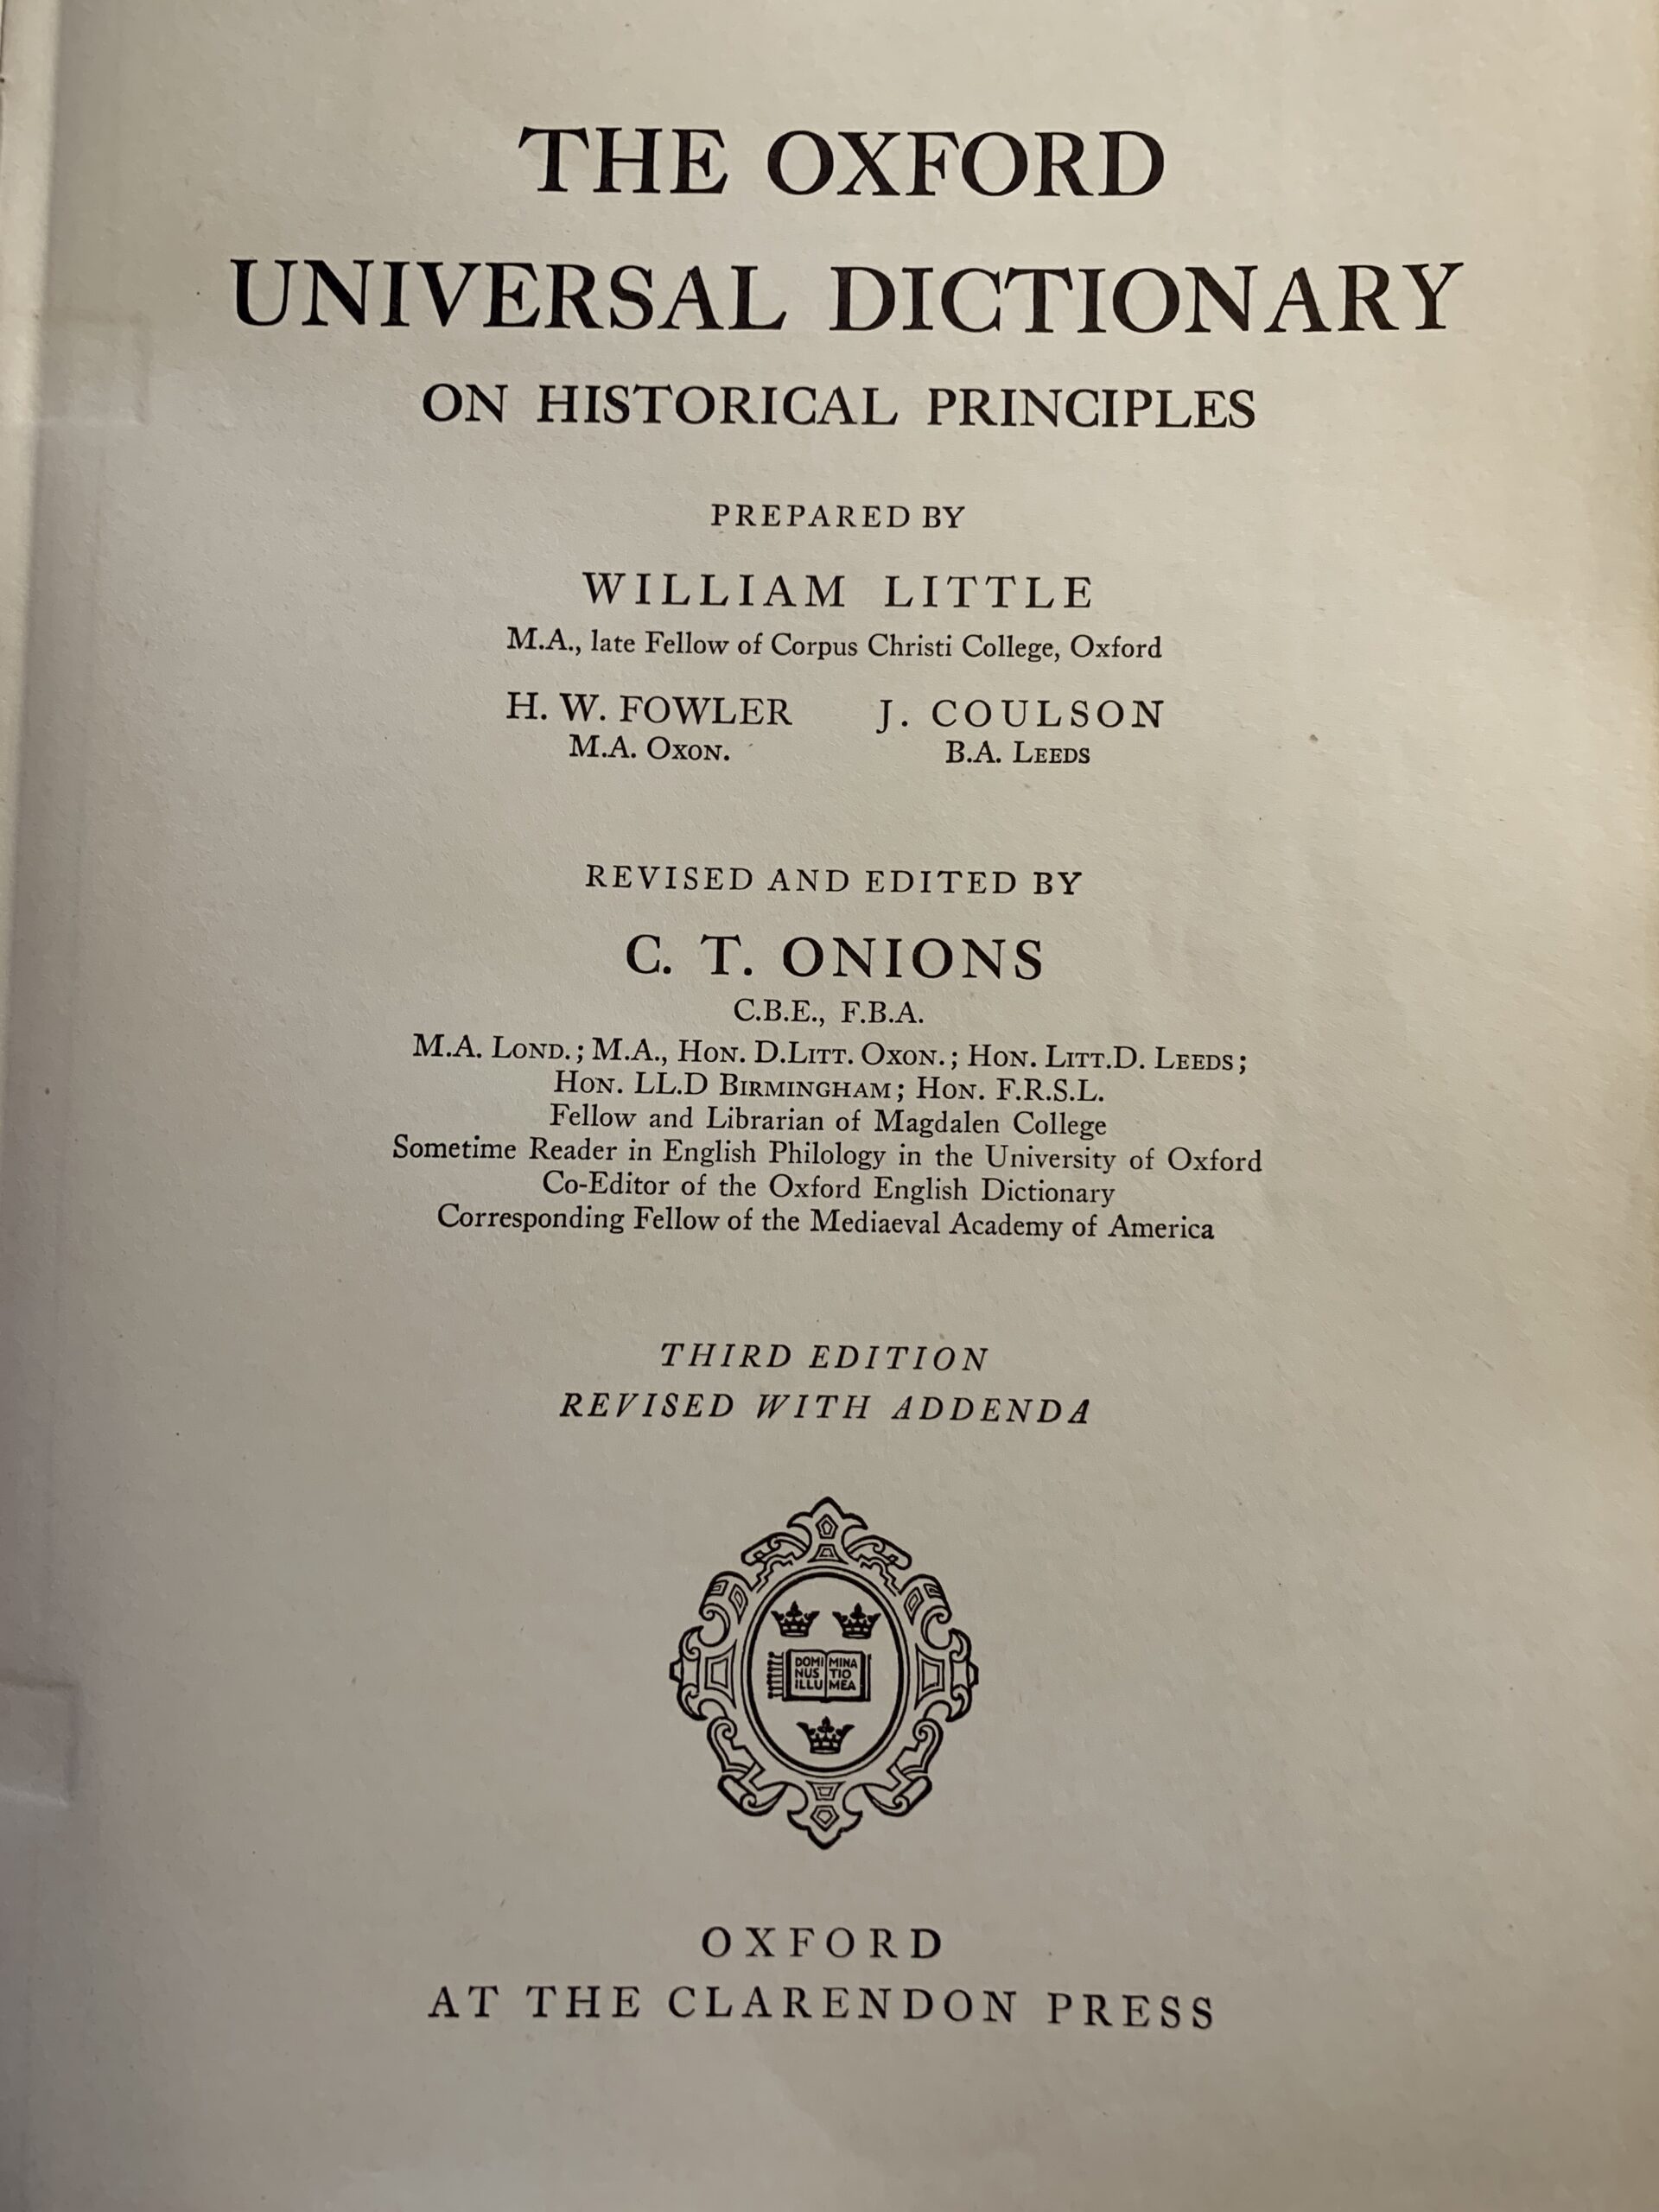 THE OXFORD
UNIVERSAL DICTIONARY
ON HISTORICAL PRINCIPLES
PREPARED BY
WILLIAM LITTLE
M.A., late Fellow of Corpus Christi College, Oxford
H. W. FOWLER J. COULSON
M.A. OXON. B.A. LEEDS
REVISED AND EDITED BY
C. T. ONIONS
C.B.E., F.B.A.
M.A. LOND.; M.A., HON. D.LITT. OXON.; HON. LITT.D. LEEDS;
HON. LL.D BIRMINGHAM; HON. F.R.S.L.
Fellow and Librarian of Magdalen College
Sometime Reader in English Philology in the University of Oxford
Co-Editor of the Oxford English Dictionary
Corresponding Fellow of the Mediaeval Academy of America
THIRD EDITION
REVISED WITH ADDENDA
DOMI MINA
NUS TIO
ILLU MEA
OXFORD
AT THE CLARENDON PRESS